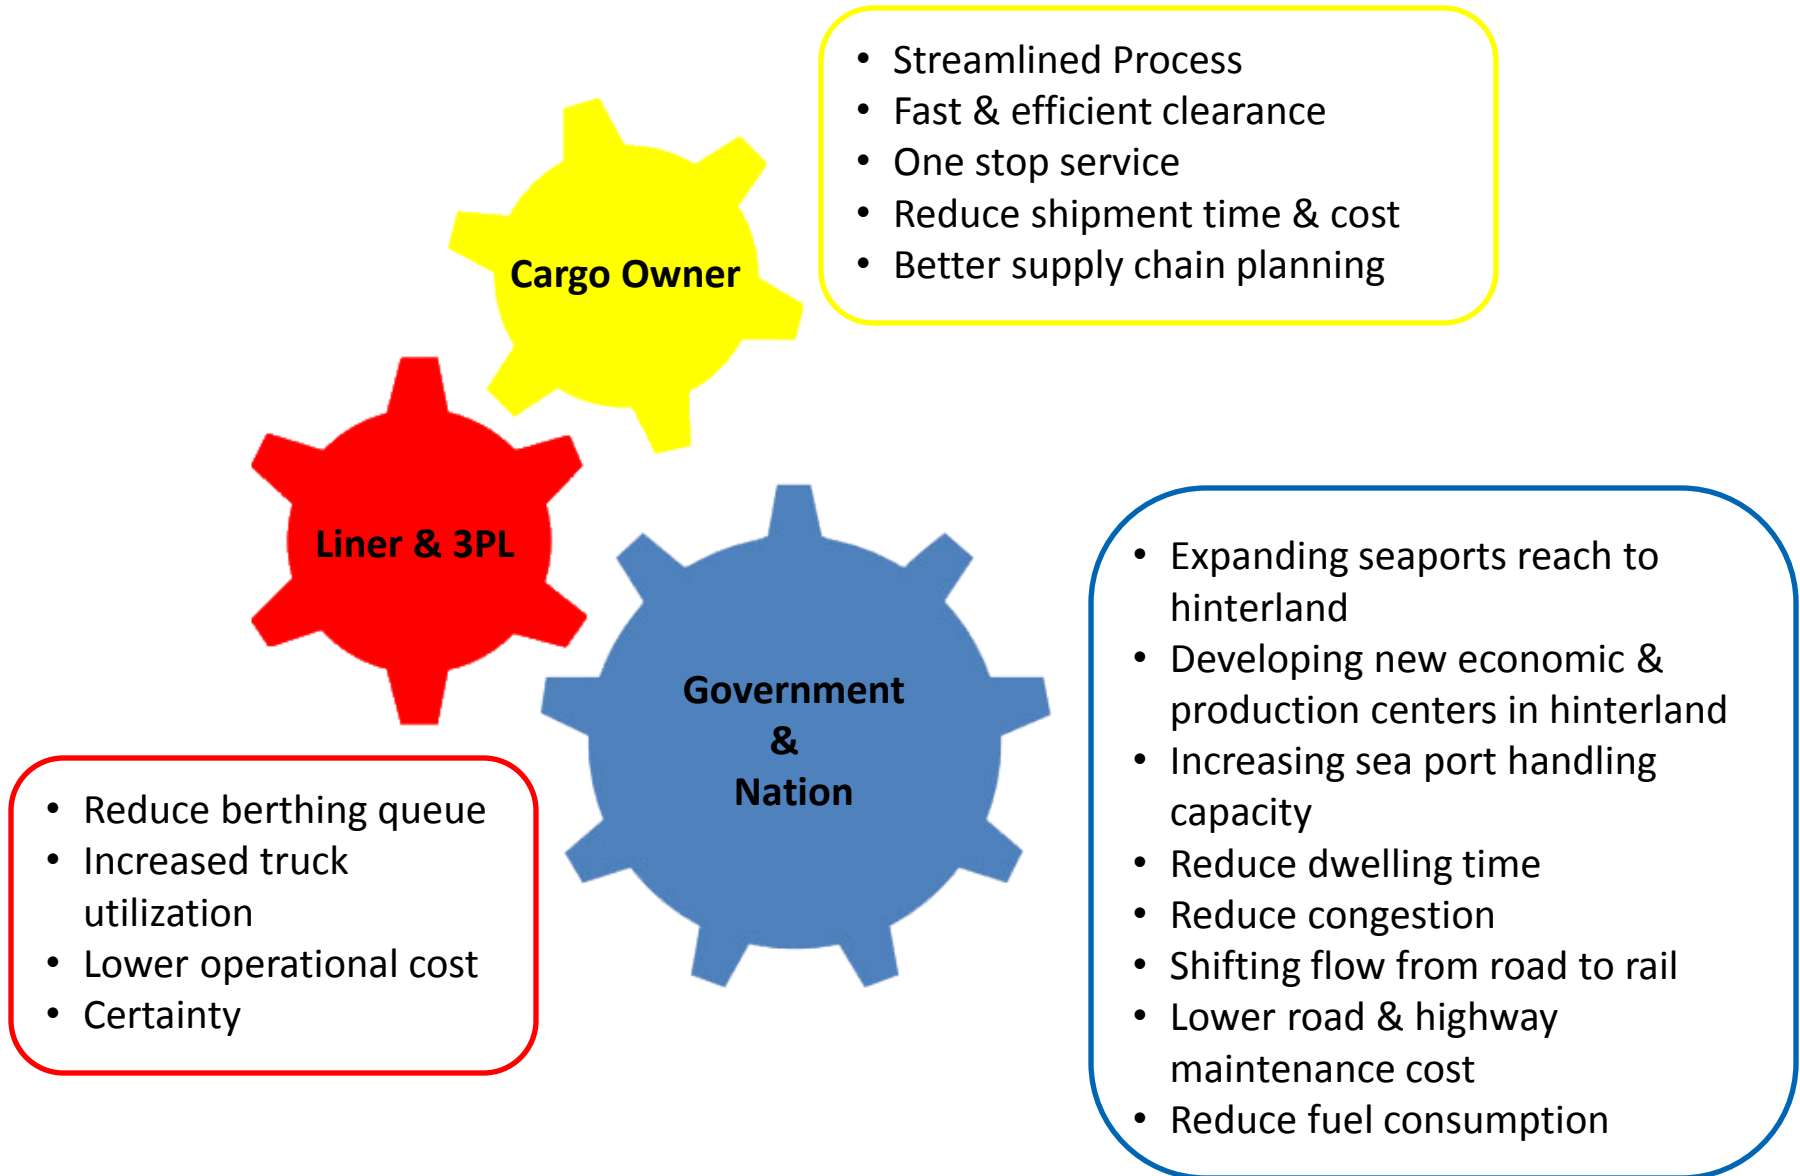 • Streamlined Process
• Fast & efficient clearance
• One stop service
• Reduce shipment time & cost
• Better supply chain planning
Cargo Owner
Liner & 3PL
Government
&
Nation
• Reduce berthing queue
• Increased truck
utilization
• Lower operational cost
• Certainty
• Expanding seaports reach to
hinterland
• Developing new economic &
production centers in hinterland
• Increasing sea port handling
capacity
• Reduce dwelling time
• Reduce congestion
• Shifting flow from road to rail
• Lower road & highway
maintenance cost
• Reduce fuel consumption